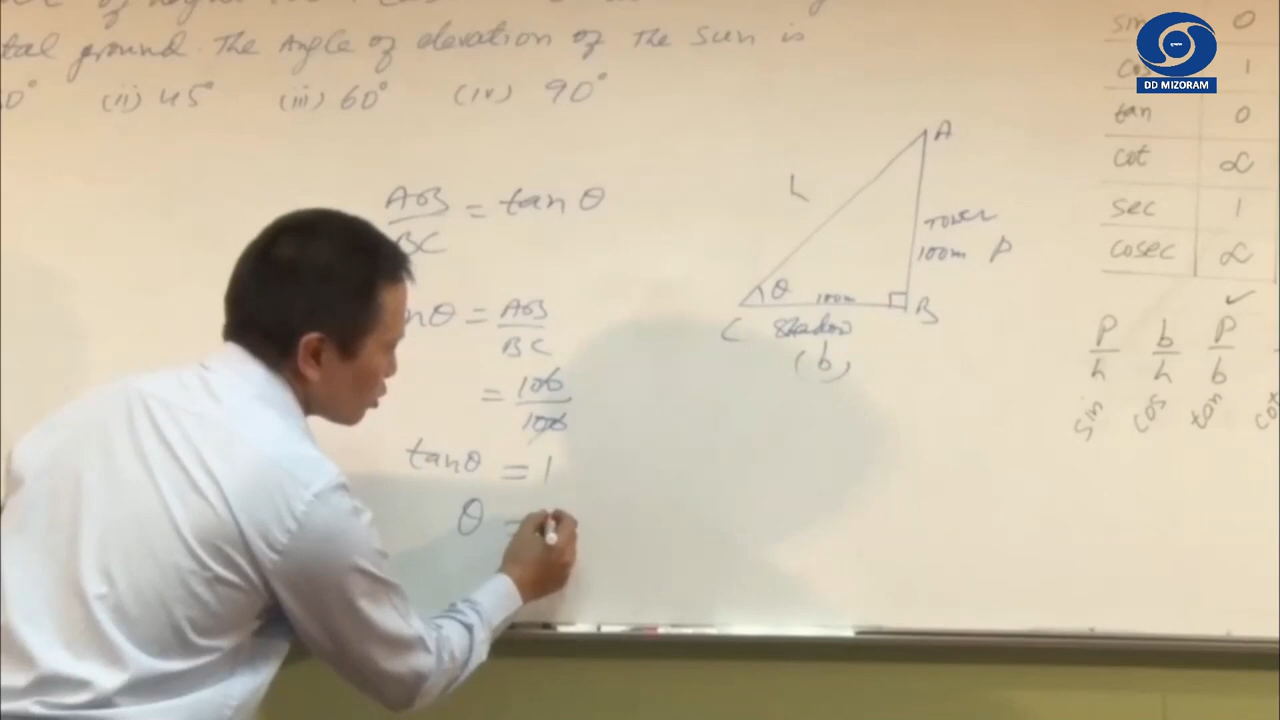 tal ground. The Angle of elevation of The sun is
0° (ii) 45° (iii) 60° (iv) 90°
AB/BC = tan θ
nθ = AB/BC
= 100/100
tanθ = 1
θ =
A
h
Tower
100m P
θ 100m
C B
Shadow
(b)
sin 0
cos 1
tan 0
cot ∝
sec 1
cosec ∝
✓
P/h b/h P/b
sin cos tan cot
DD MIZORAM